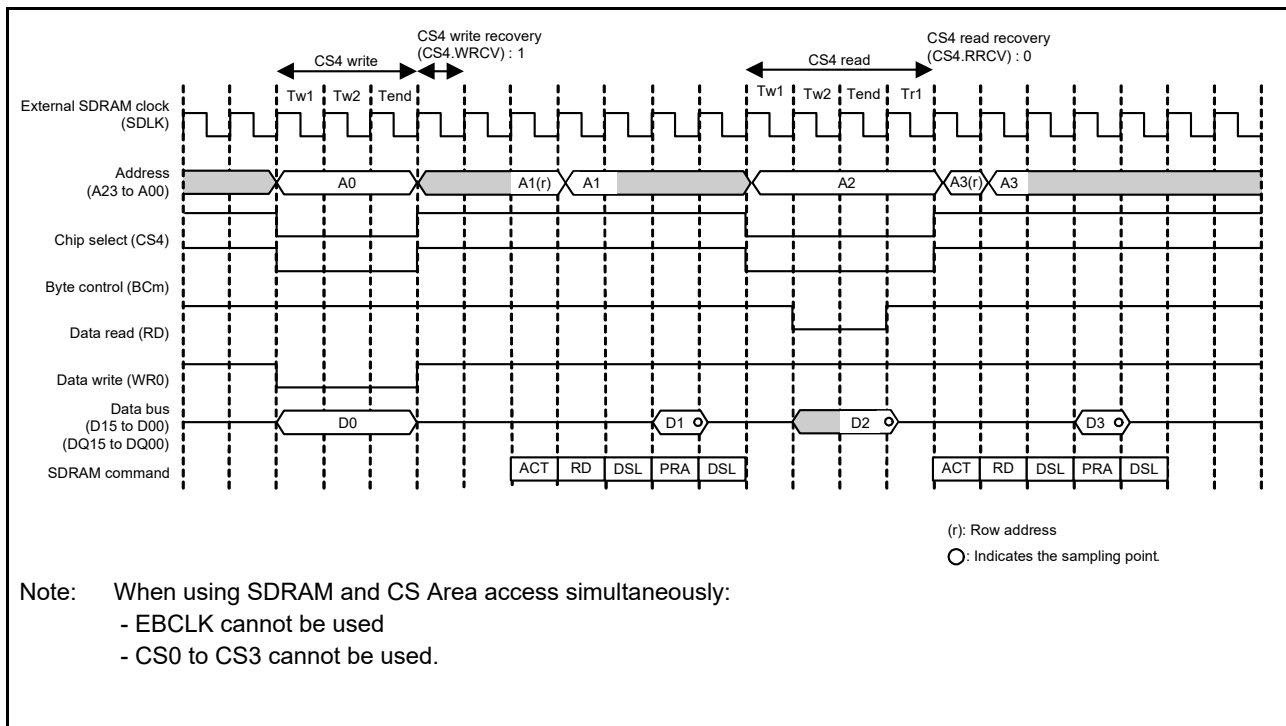 CS4 write recovery
(CS4.WRCV) : 1
CS4 read recovery
(CS4.RRCV) : 0
CS4 write
CS4 read
Tw1 Tw2 Tend
Tw1 Tw2 Tend Tr1
External SDRAM clock
(SDLK)
Address
(A23 to A00)
A0 A1(r) A1 A2 A3(r) A3
Chip select (CS4)
Byte control (BCm)
Data read (RD)
Data write (WR0)
Data bus
(D15 to D00)
(DQ15 to DQ00)
D0 D1 D2 D3
SDRAM command
ACT RD DSL PRA DSL
ACT RD DSL PRA DSL
(r): Row address
: Indicates the sampling point.
Note: When using SDRAM and CS Area access simultaneously:
- EBCLK cannot be used
- CS0 to CS3 cannot be used.